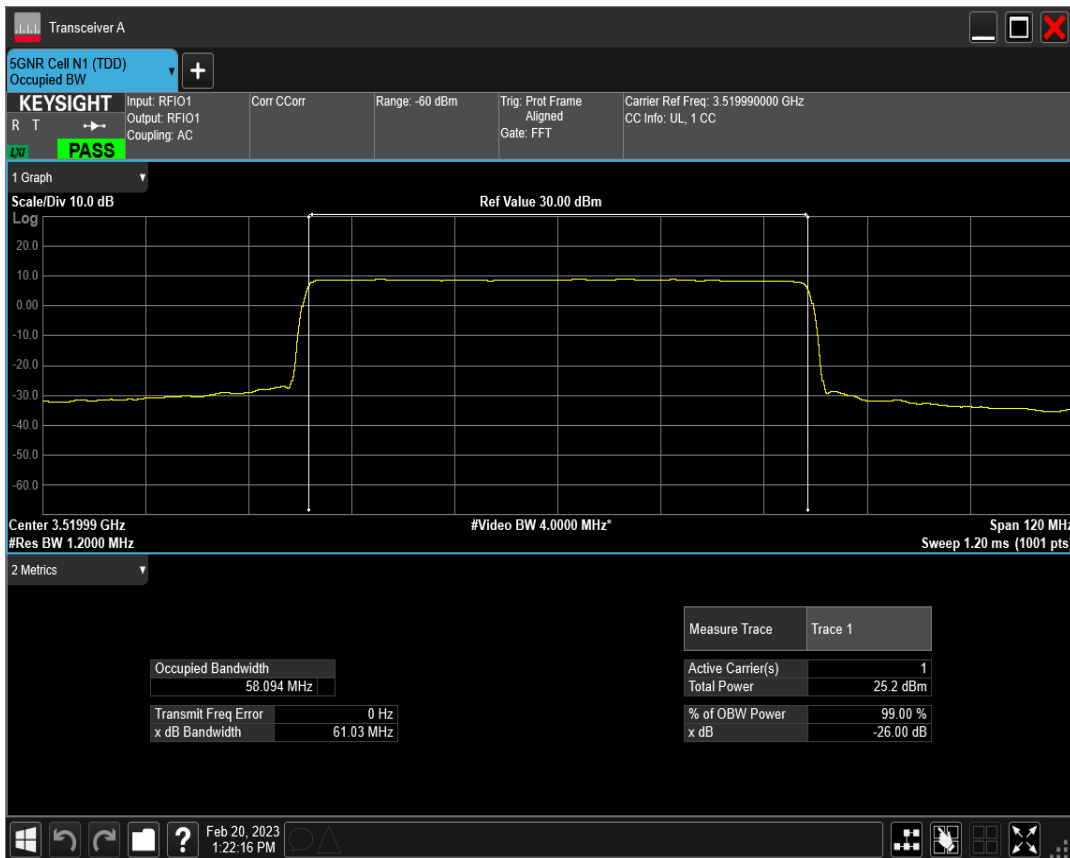 Transceiver A
5GNR Cell N1 (TDD)
Occupied BW
KEYSIGHT
R T
LXI
PASS
Input: RFIO1
Output: RFIO1
Coupling: AC
Corr CCorr
Range: -60 dBm
Trig: Prot Frame
Aligned
Gate: FFT
Carrier Ref Freq: 3.519990000 GHz
CC Info: UL, 1 CC
1 Graph
Scale/Div 10.0 dB
Ref Value 30.00 dBm
Log
20.0
10.0
0.00
-10.0
-20.0
-30.0
-40.0
-50.0
-60.0
Center 3.51999 GHz
#Video BW 4.0000 MHz*
Span 120 MHz
#Res BW 1.2000 MHz
Sweep 1.20 ms (1001 pts)
2 Metrics
Measure Trace Trace 1
Occupied Bandwidth
58.094 MHz
Active Carrier(s) 1
Total Power 25.2 dBm
Transmit Freq Error 0 Hz
x dB Bandwidth 61.03 MHz
% of OBW Power 99.00 %
x dB -26.00 dB
?
Feb 20, 2023
1:22:16 PM